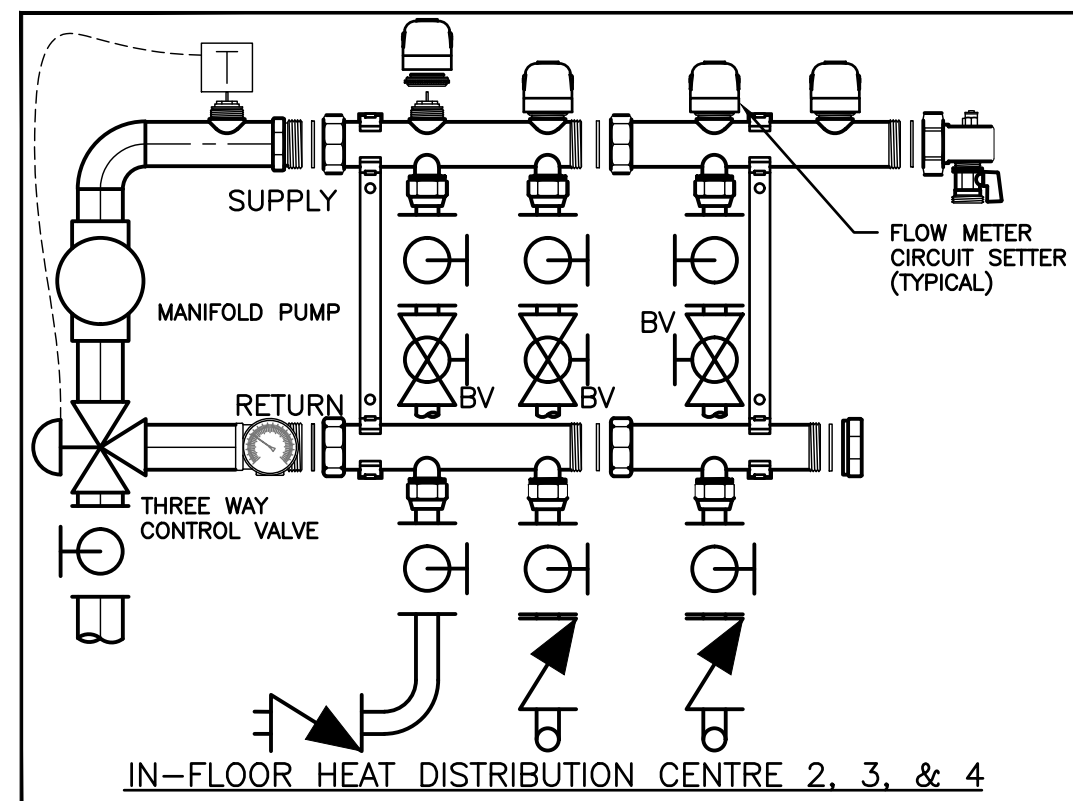 T
SUPPLY
FLOW METER
CIRCUIT SETTER
(TYPICAL)
MANIFOLD PUMP
BV
BV
BV
RETURN
THREE WAY
CONTROL VALVE
IN-FLOOR HEAT DISTRIBUTION CENTRE 2, 3, & 4